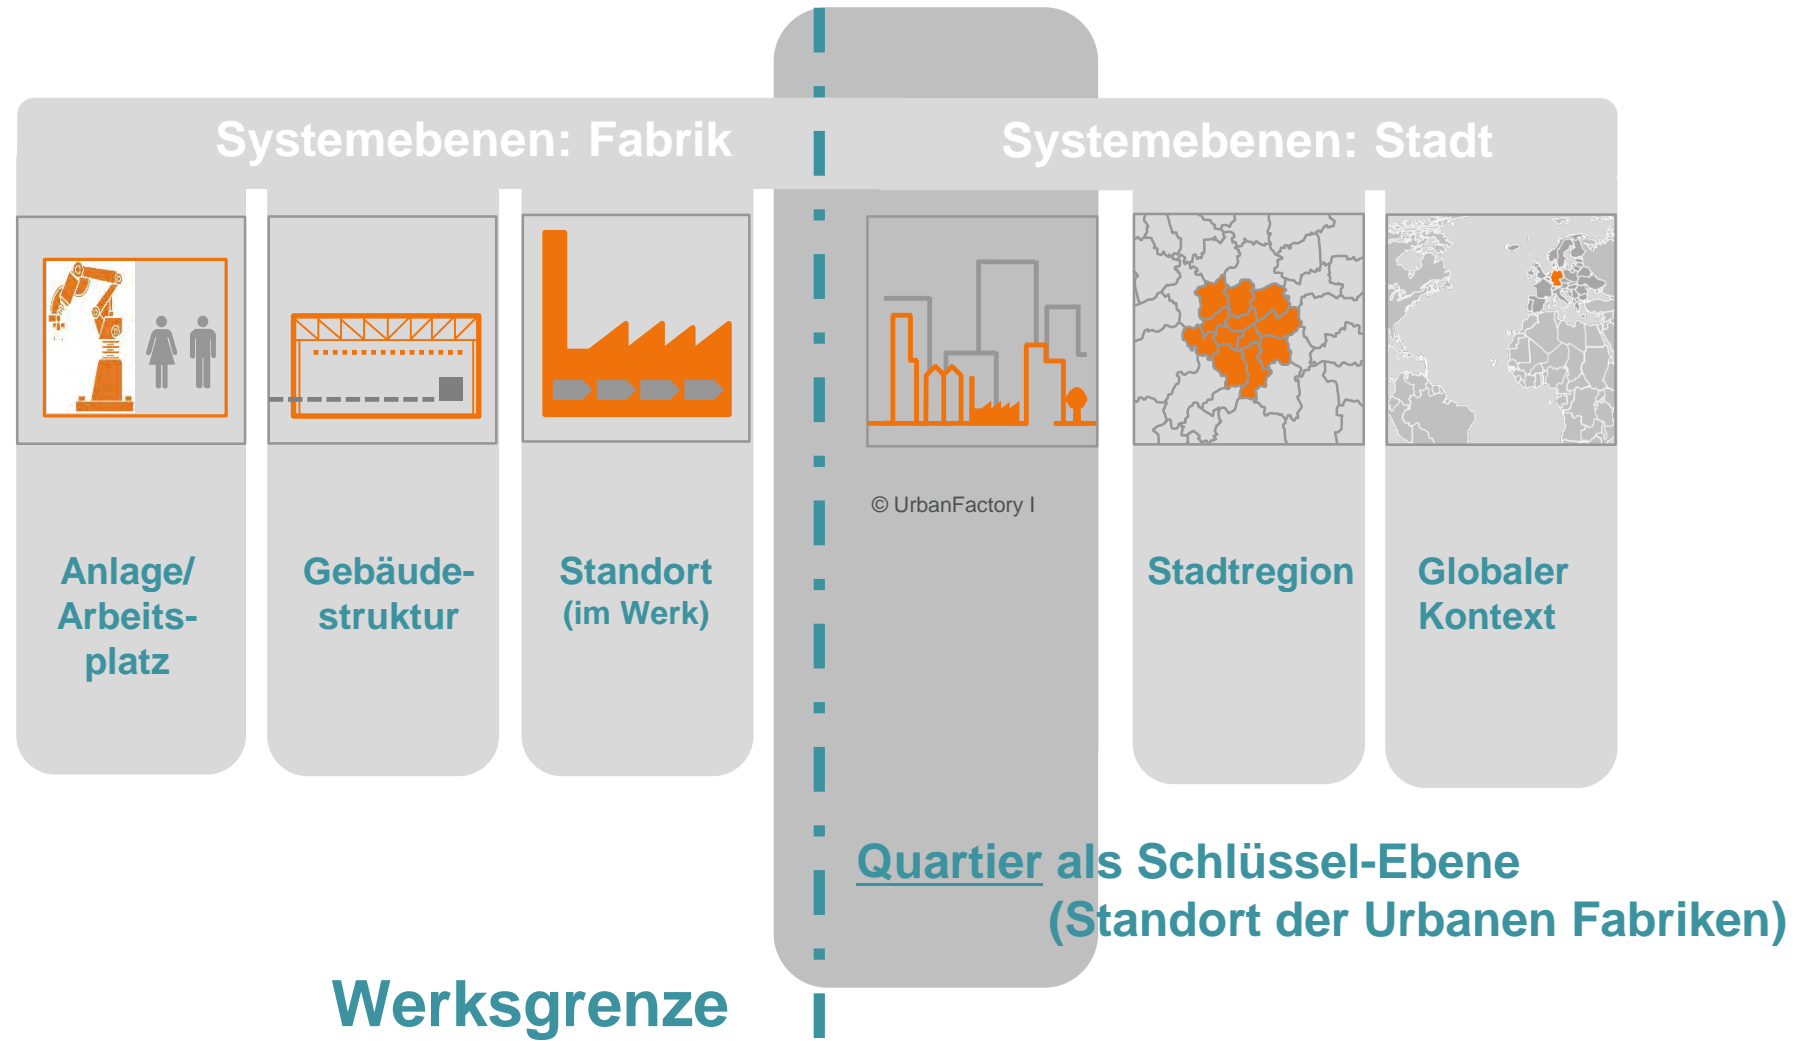 Systemebenen: Fabrik
Systemebenen: Stadt
© UrbanFactory I
Anlage/
Arbeits-
platz
Gebäude-
struktur
Standort
(im Werk)
Stadtregion
Globaler
Kontext
Quartier als Schlüssel-Ebene
(Standort der Urbanen Fabriken)
Werksgrenze